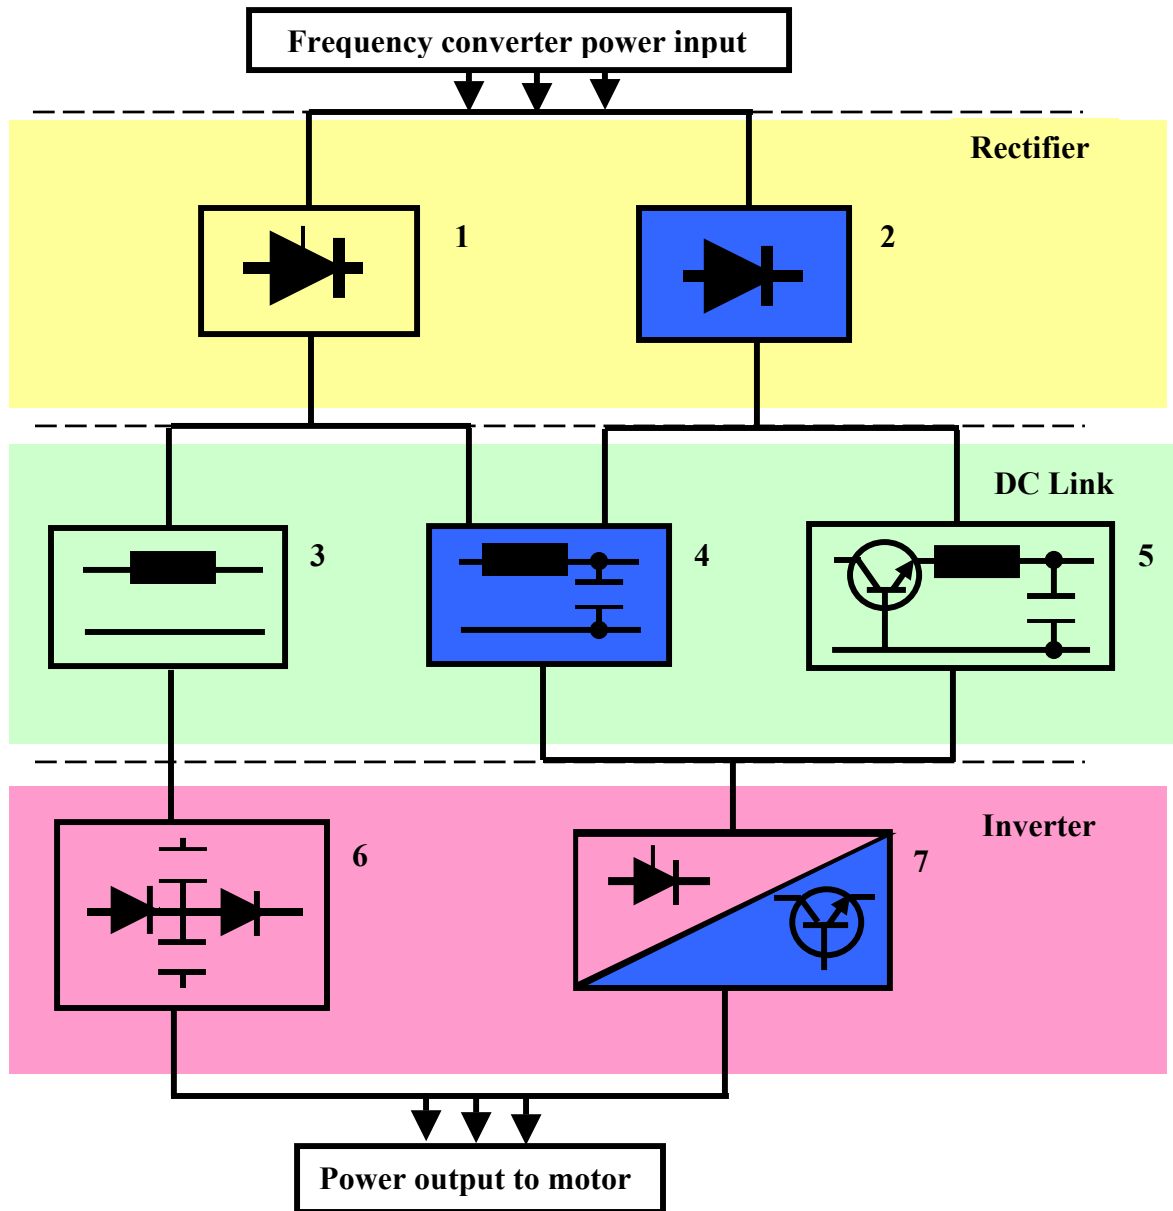 Frequency converter power input
Rectifier
1
2
DC Link
3
4
5
Inverter
6
7
Power output to motor